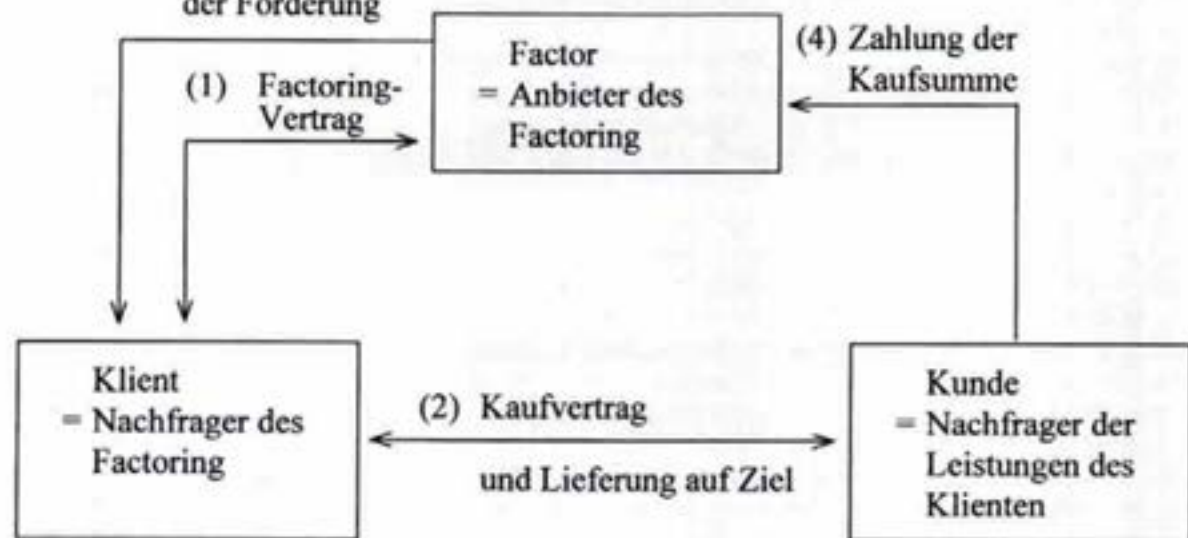 der Forderung
(1) Factoring-
Vertrag
Factor
= Anbieter des
Factoring
(4) Zahlung der
Kaufsumme
Klient
= Nachfrager des
Factoring
(2) Kaufvertrag
und Lieferung auf Ziel
Kunde
= Nachfrager der
Leistungen des
Klienten